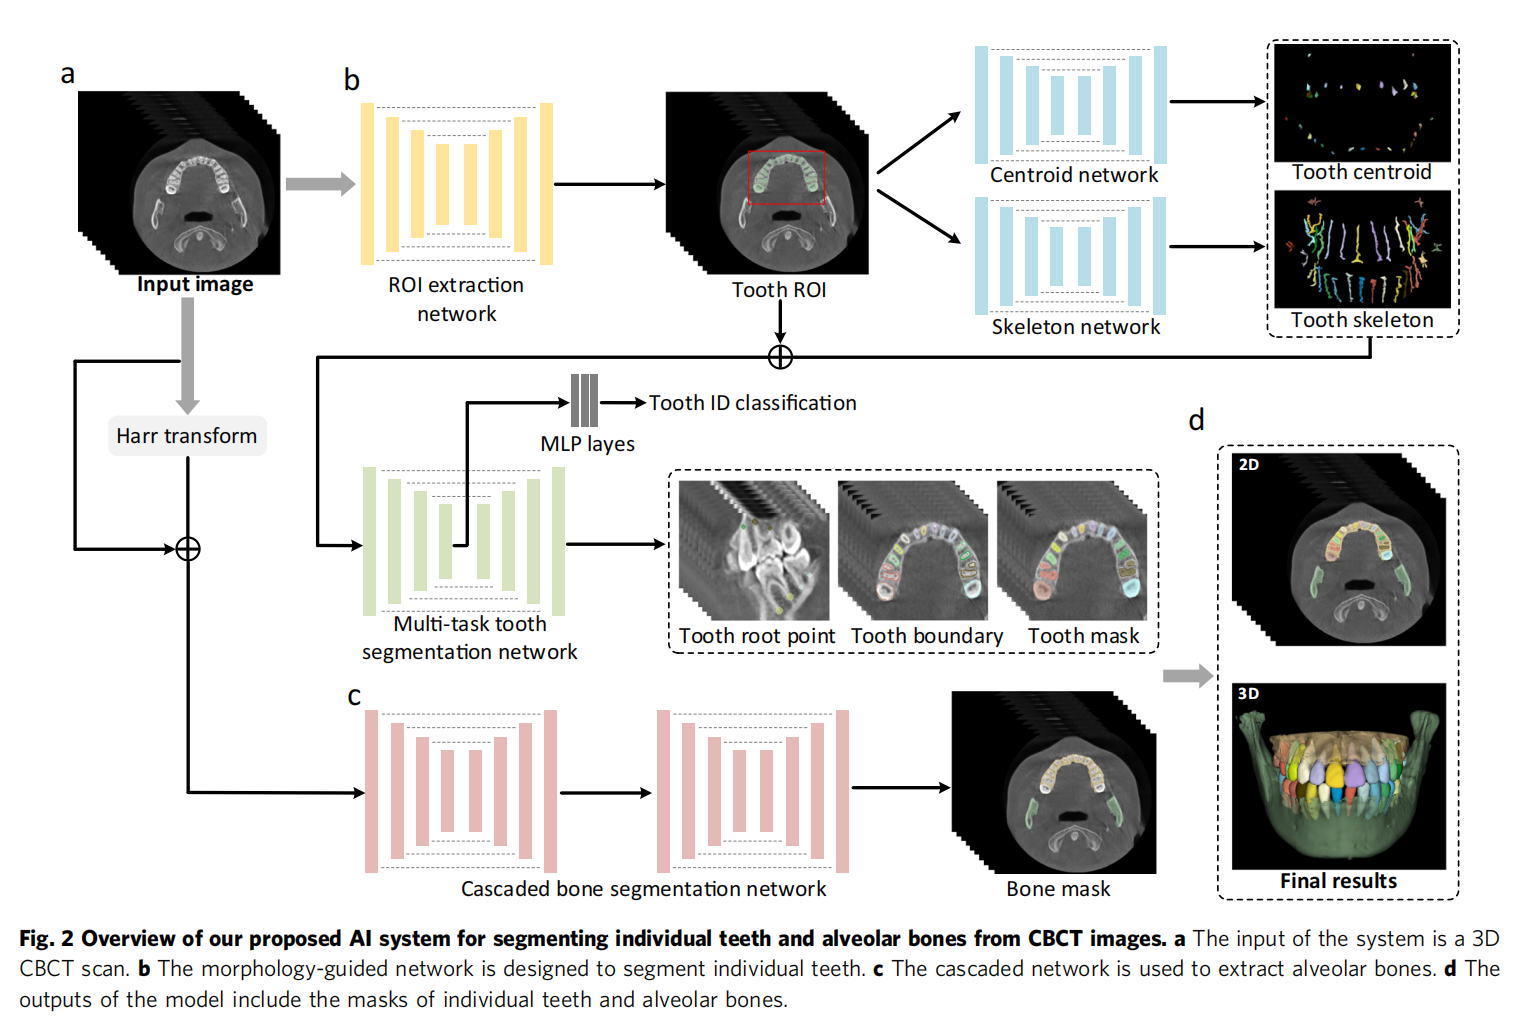 a
b
Input image
ROI extraction
network
Tooth ROI
Centroid network
Skeleton network
Tooth centroid
Tooth skeleton
Harr transform
MLP layes
Tooth ID classification
Multi-task tooth
segmentation network
Tooth root point
Tooth boundary
Tooth mask
c
Cascaded bone segmentation network
Bone mask
d
2D
3D
Final results
Fig. 2 Overview of our proposed AI system for segmenting individual teeth and alveolar bones from CBCT images. a The input of the system is a 3D
CBCT scan. b The morphology-guided network is designed to segment individual teeth. c The cascaded network is used to extract alveolar bones. d The
outputs of the model include the masks of individual teeth and alveolar bones.